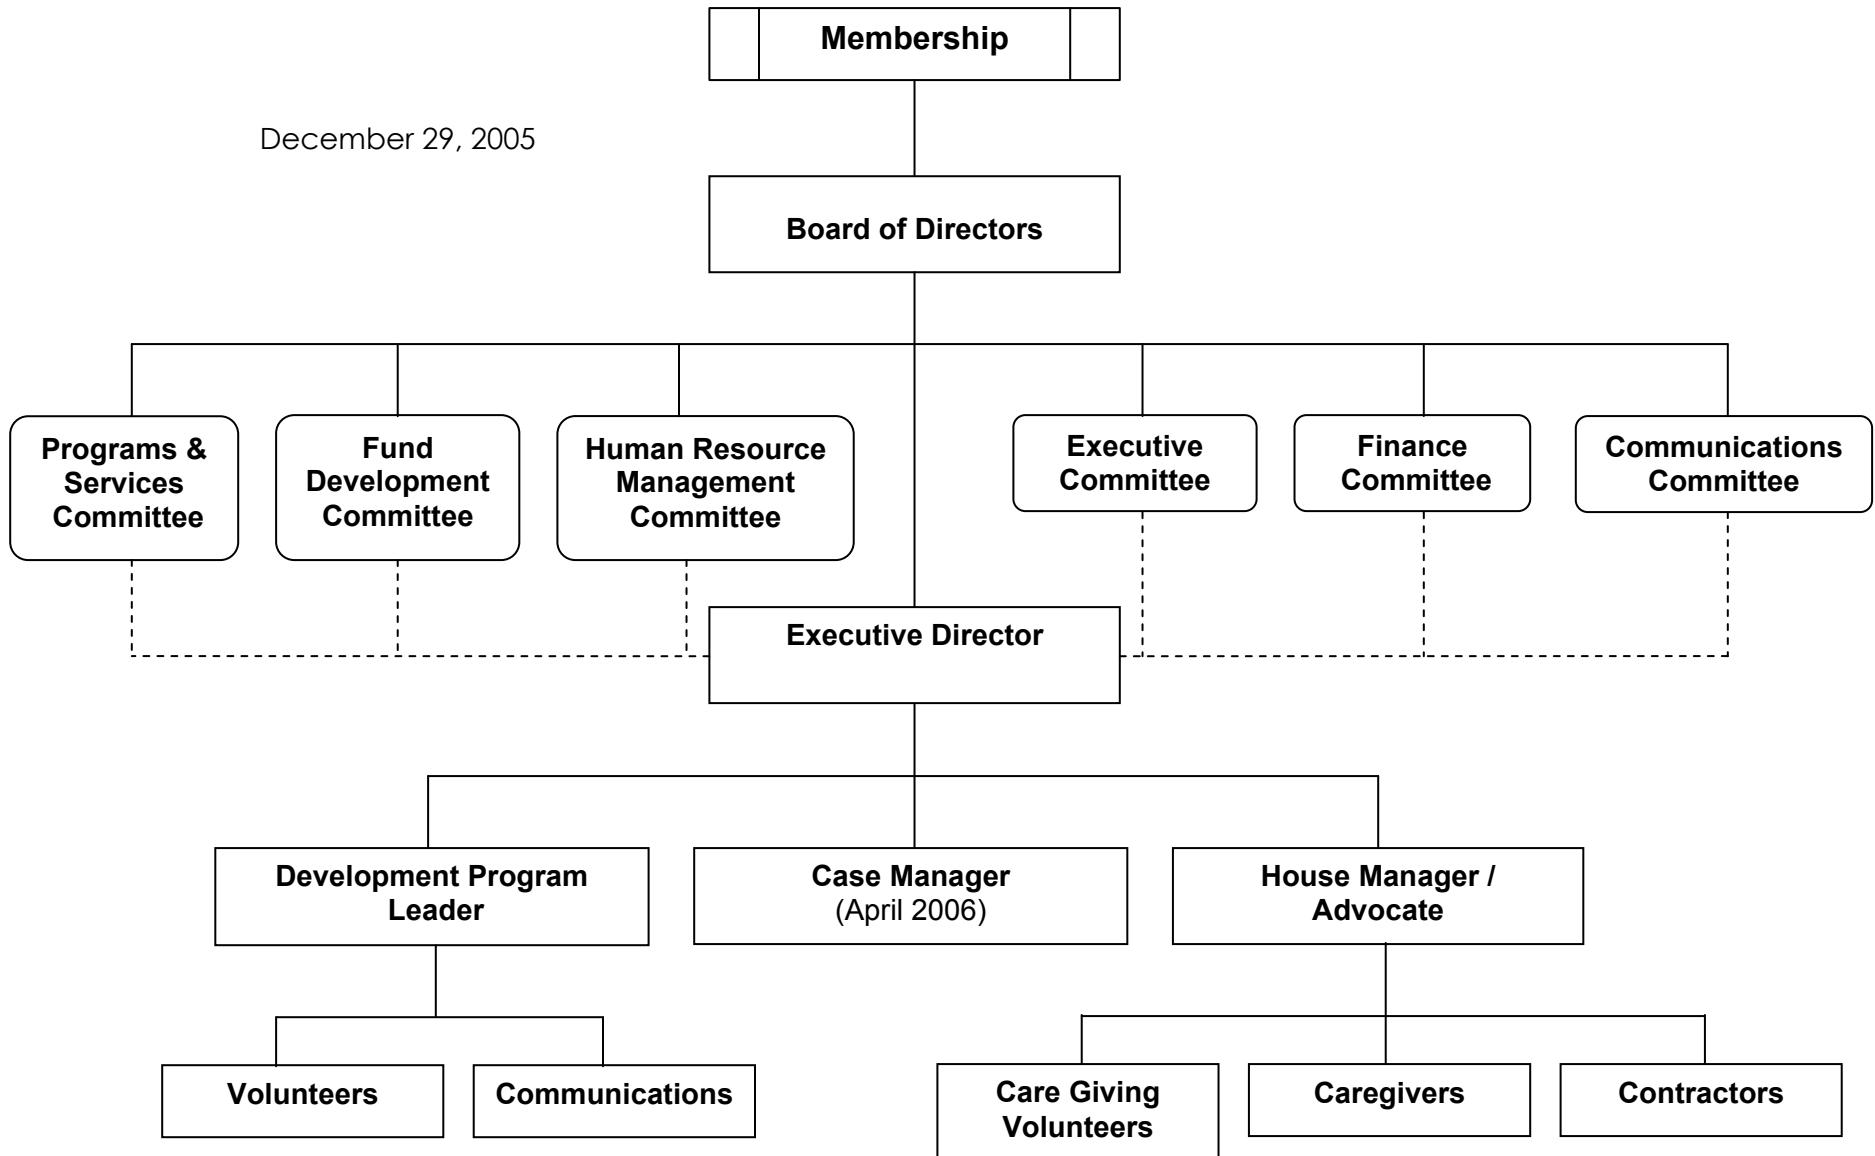 Membership
December 29, 2005
Board of Directors
Programs &
Services
Committee
Fund
Development
Committee
Human Resource
Management
Committee
Executive
Committee
Finance
Committee
Communications
Committee
Executive Director
Development Program
Leader
Case Manager
(April 2006)
House Manager /
Advocate
Volunteers
Communications
Care Giving
Volunteers
Caregivers
Contractors